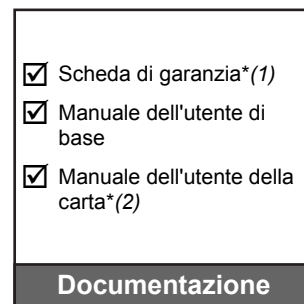 Scheda di garanzia*(1)
Manuale dell'utente di
base
Manuale dell'utente della
carta*(2)
Documentazione